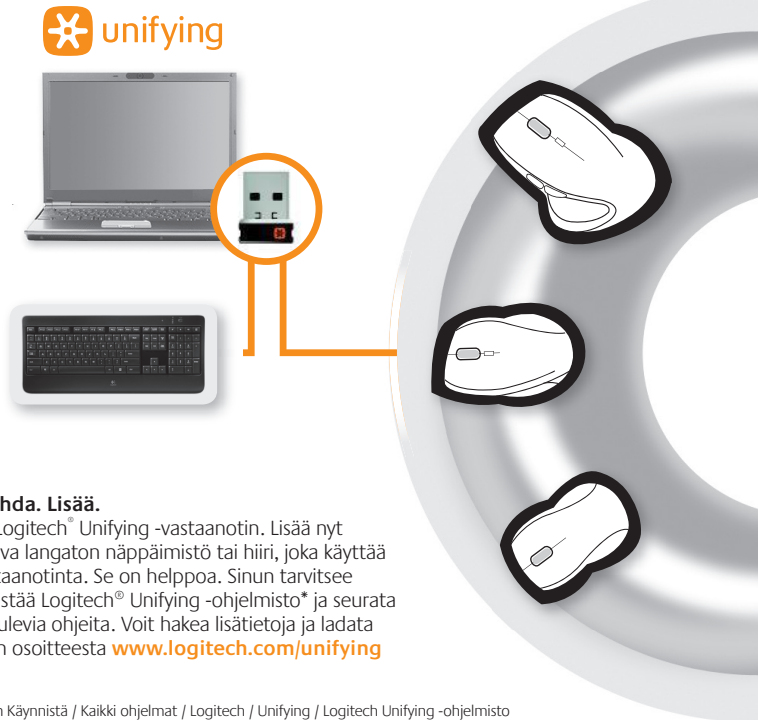 unifying
hda. Lisää.
Logitech® Unifying -vastaanotin. Lisää nyt
va langaton näppäimistö tai hiiri, joka käyttää
taanotinta. Se on helppoa. Sinun tarvitsee
stää Logitech® Unifying -ohjelmisto* ja seurata
ulevia ohjeita. Voit hakea lisätietoja ja ladata
n osoitteesta www.logitech.com/unifying
n Käynnistä / Kaikki ohjelmat / Logitech / Unifying / Logitech Unifying -ohjelmisto